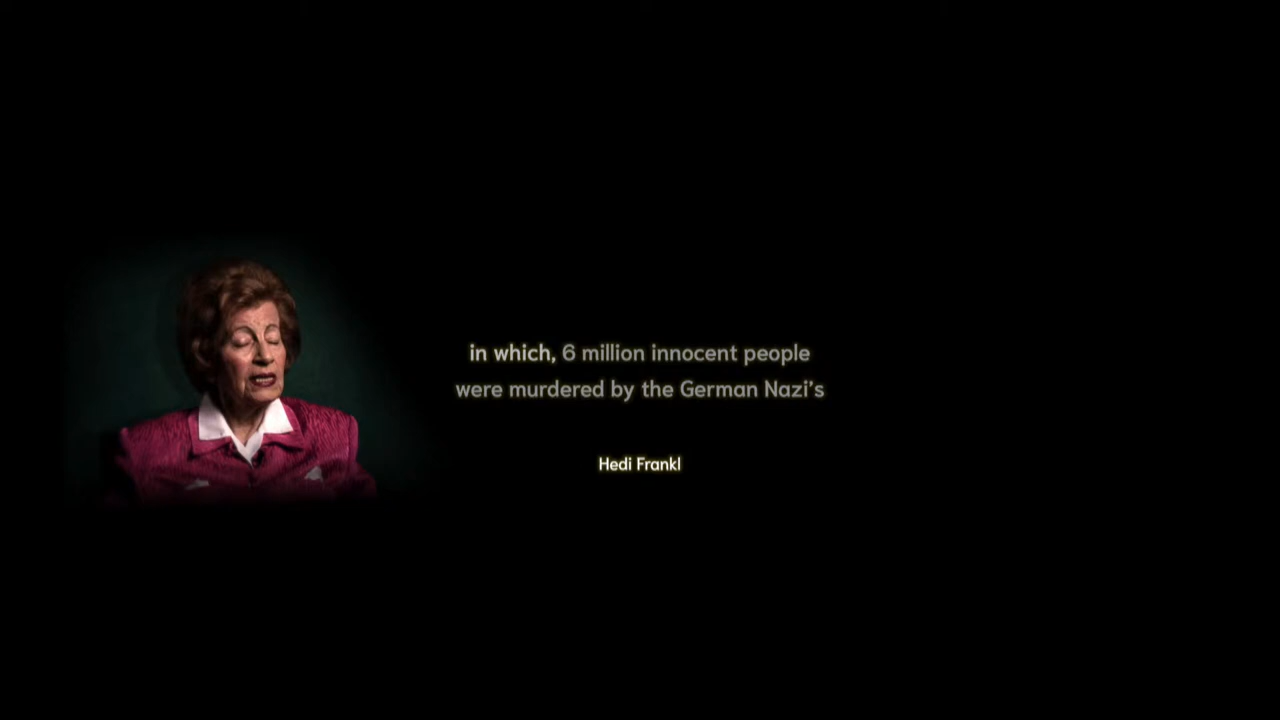 in which, 6 million innocent people
were murdered by the German Nazi's
Hedi Frankl